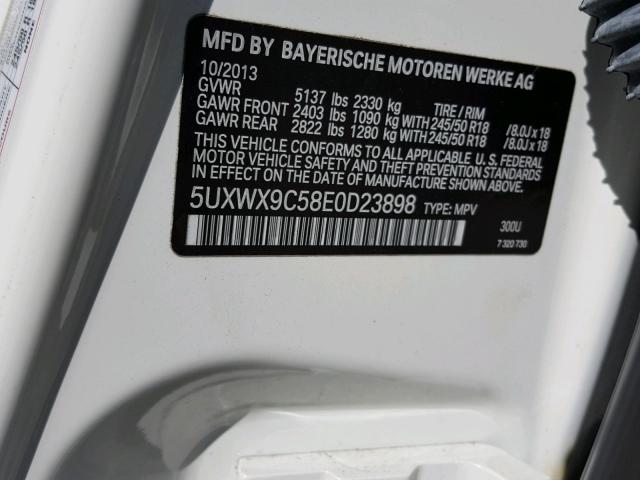 MFD BY BAYERISCHE MOTOREN WERKE AG
10/2013
GVWR 5137 lbs 2330 kg TIRE / RIM
GAWR FRONT 2403 lbs 1090 kg WITH 245/50 R18 /8.0J x 18
GAWR REAR 2822 lbs 1280 kg WITH 245/50 R18 /8.0J x 18
THIS VEHICLE CONFORMS TO ALL APPLICABLE U.S. FEDERAL
MOTOR VEHICLE SAFETY AND THEFT PREVENTION STANDARDS
IN EFFECT ON THE DATE OF MANUFACTURE SHOWN ABOVE.
5UXWX9C58E0D23898 TYPE: MPV
300U
7 320 730